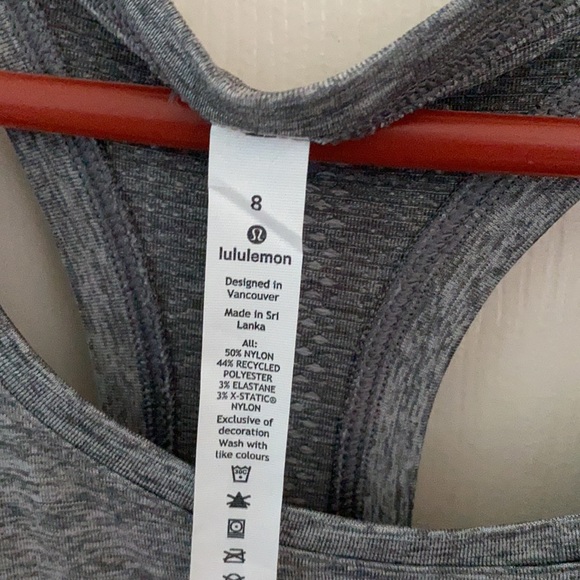 8
lululemon
Designed in
Vancouver
Made in Sri
Lanka
All:
50% NYLON
44% RECYCLED
POLYESTER
3% ELASTANE
3% X-STATIC®
NYLON
Exclusive of
decoration
Wash with
like colours